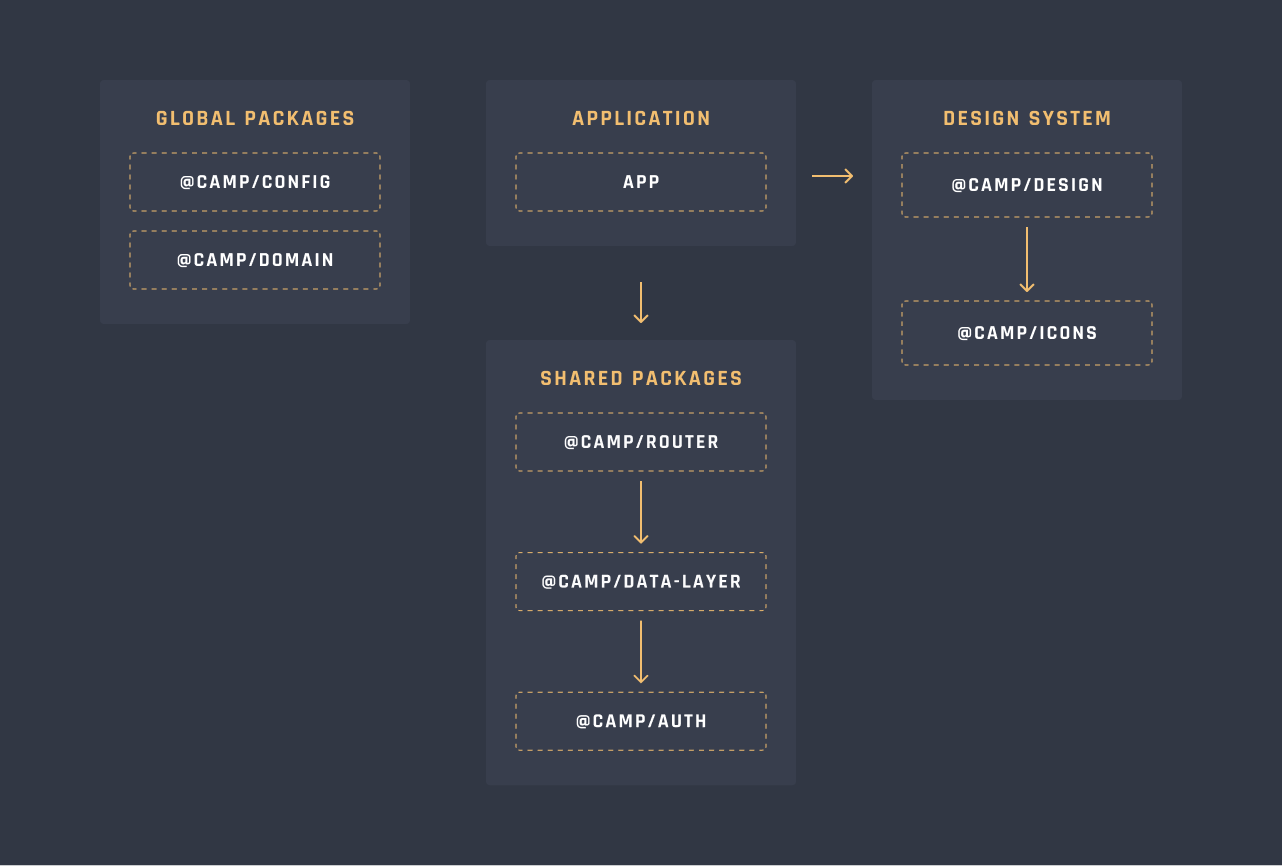 GLOBAL PACKAGES
@CAMP/CONFIG
@CAMP/DOMAIN
APPLICATION
APP
SHARED PACKAGES
@CAMP/ROUTER
@CAMP/DATA-LAYER
@CAMP/AUTH
DESIGN SYSTEM
@CAMP/DESIGN
@CAMP/ICONS